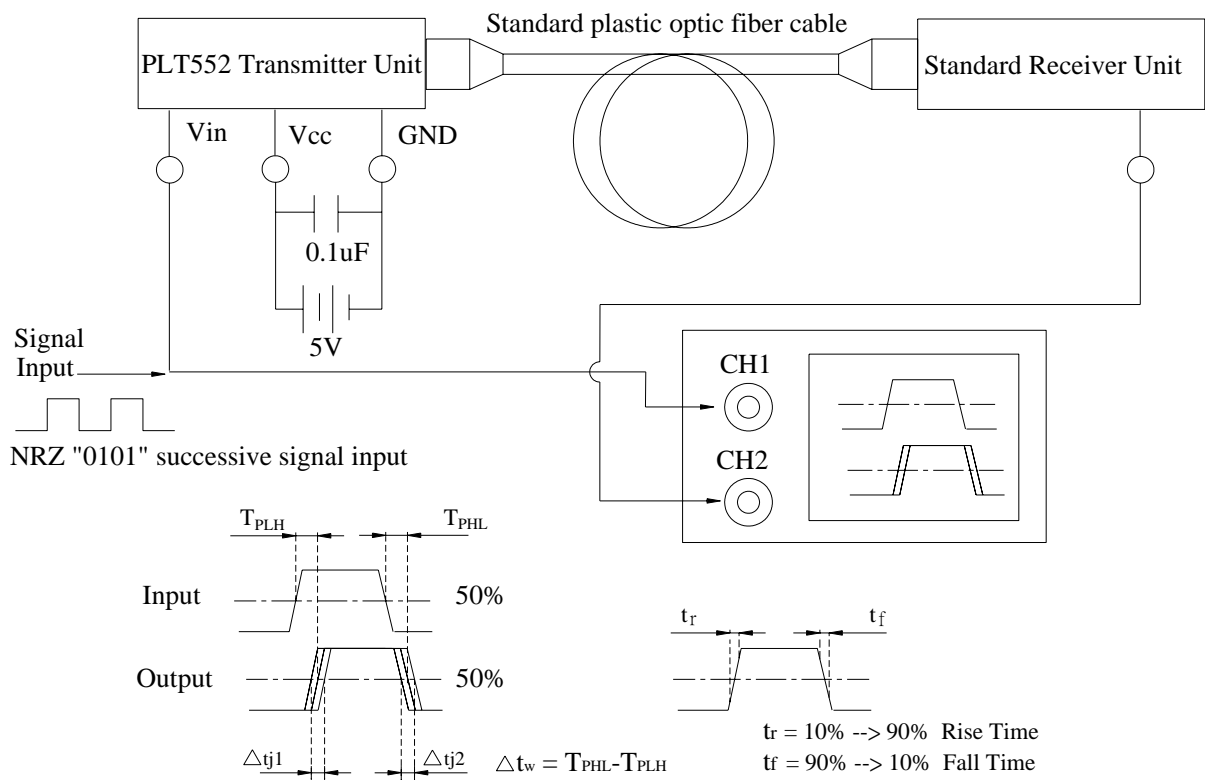 Standard plastic optic fiber cable
PLT552 Transmitter Unit
Standard Receiver Unit
Vin
Vcc
GND
0.1uF
5V
Signal
Input
NRZ "0101" successive signal input
CH1
CH2
TPLH
TPHL
Input
50%
Output
50%
△tj1
△tj2
△tw = TPHL-TPLH
tr
tf
tr = 10% --> 90% Rise Time
tf = 90% --> 10% Fall Time